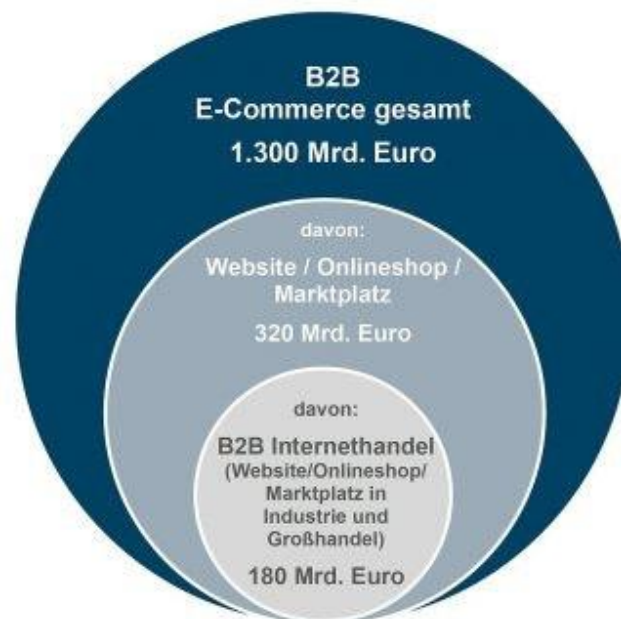 B2B
E-Commerce gesamt
1.300 Mrd. Euro
davon:
Website / Onlineshop /
Marktplatz
320 Mrd. Euro
davon:
B2B Internethandel
(Website/Onlineshop/
Marktplatz in
Industrie und
Großhandel)
180 Mrd. Euro